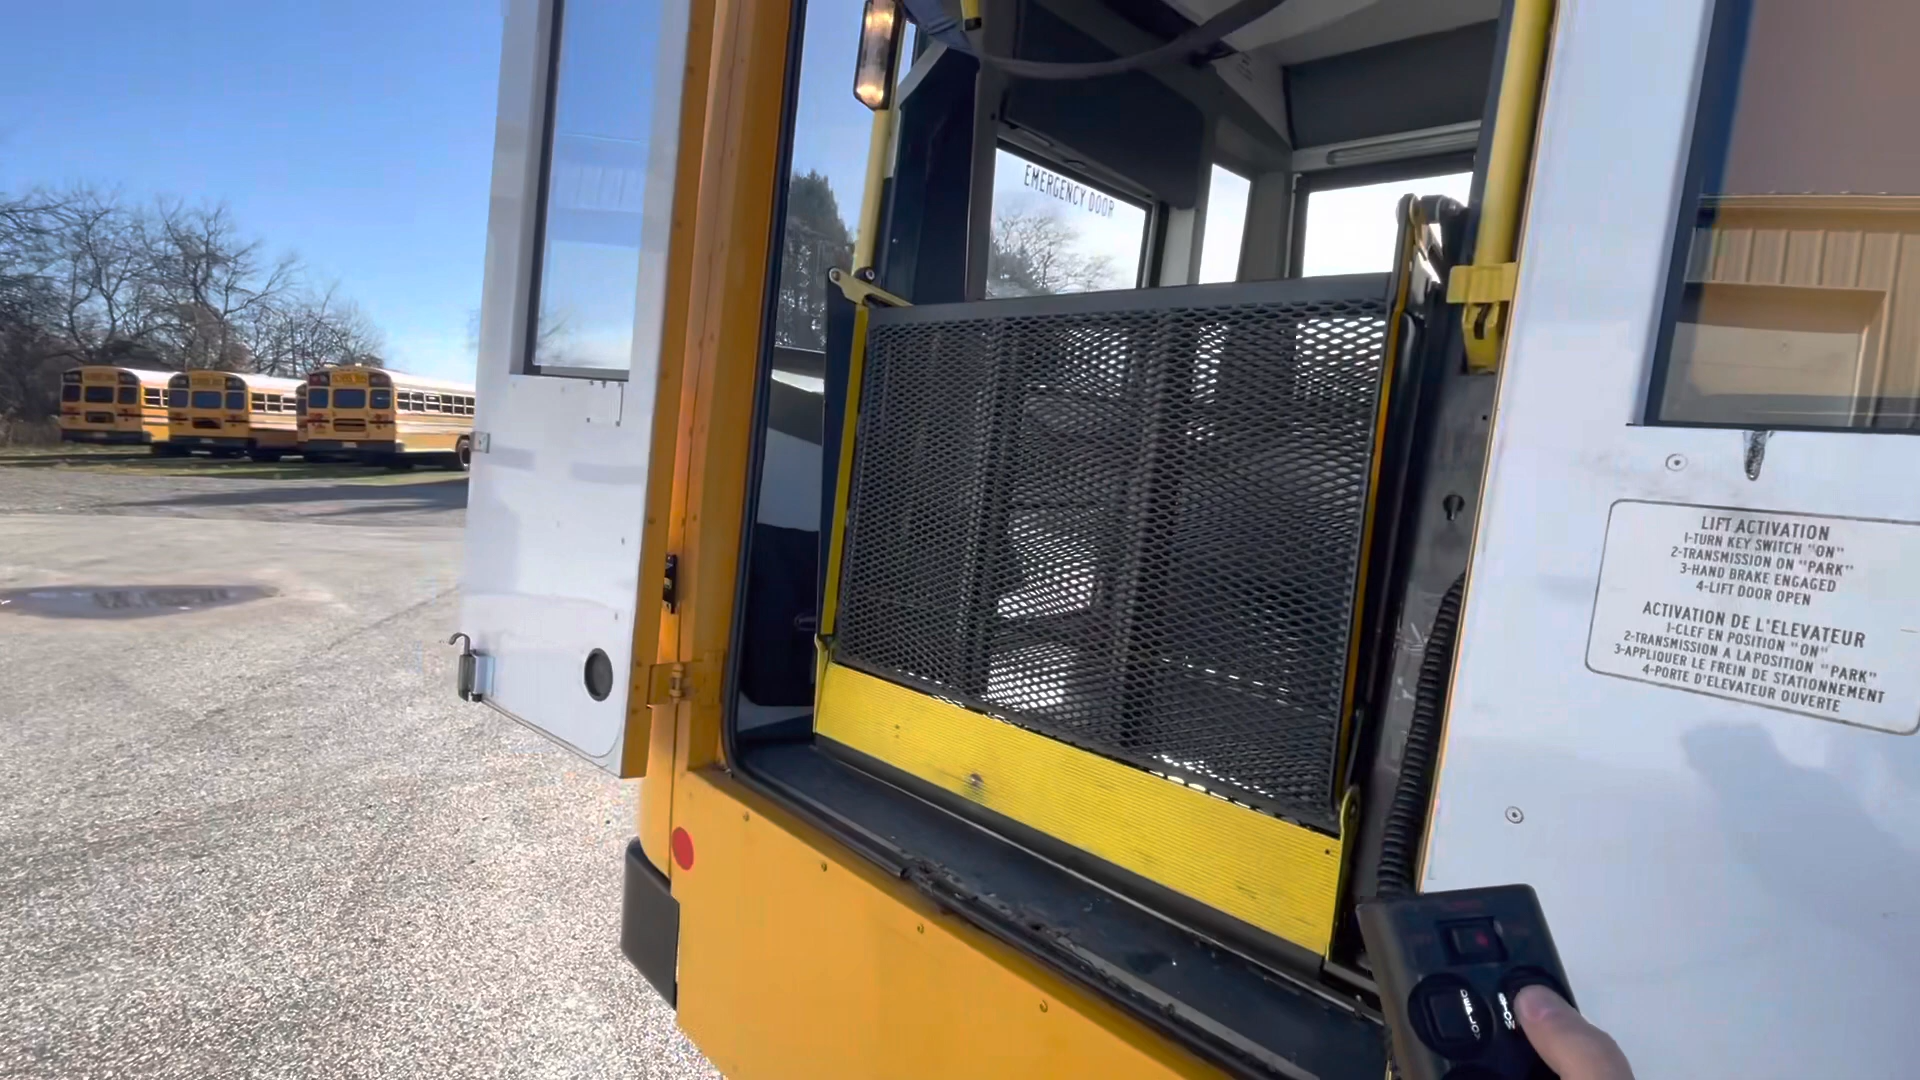 EMERGENCY DOOR
LIFT ACTIVATION
1-TURN KEY SWITCH "ON"
2-TRANSMISSION ON "PARK"
3-HAND BRAKE ENGAGED
4-LIFT DOOR OPEN
ACTIVATION DE L'ELEVATEUR
1-CLEF EN POSITION "ON"
2-TRANSMISSION A LA POSITION "PARK"
3-APPLIQUER LE FREIN DE STATIONNEMENT
4-PORTE D'ELEVATEUR OUVERTE
DEPLOY
STOW